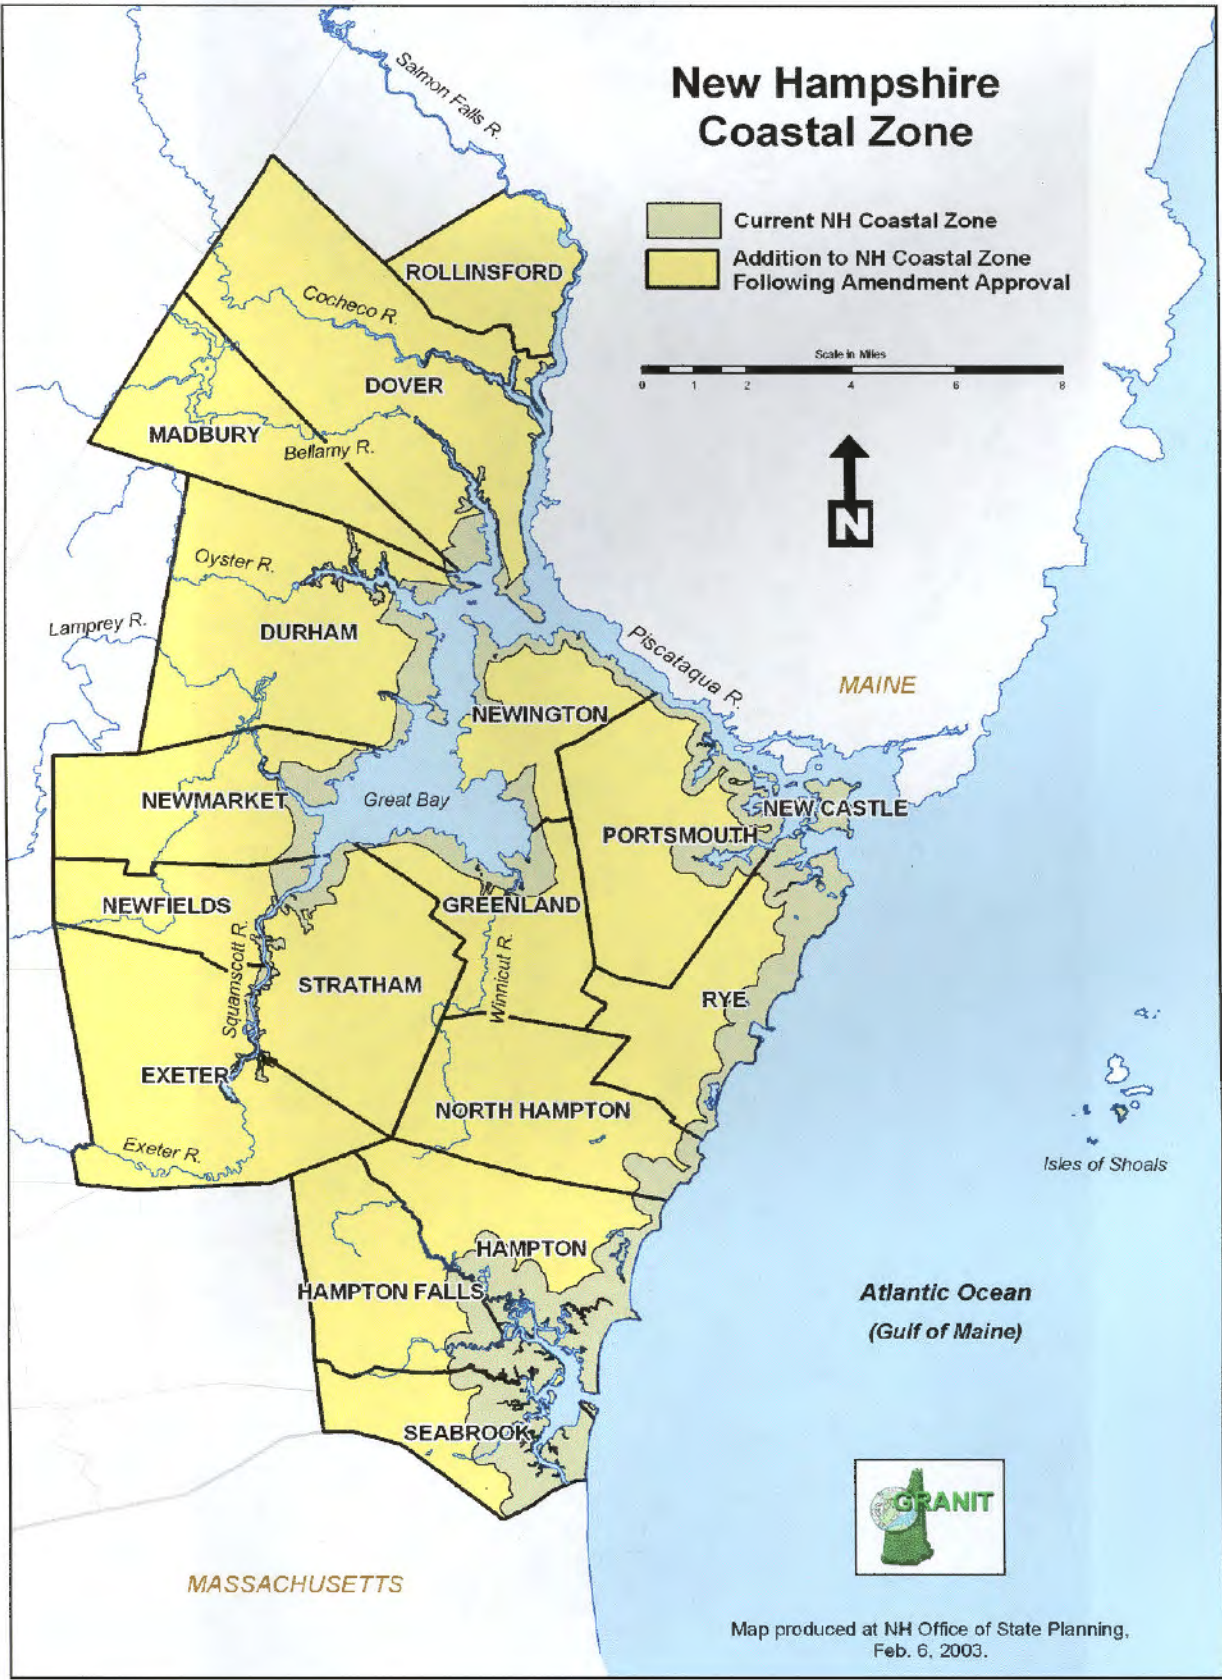 New Hampshire
Coastal Zone
Salmon Falls R.
Current NH Coastal Zone
Addition to NH Coastal Zone
Following Amendment Approval
Scale in Miles
0 1 2 4 6 8
N
ROLLINSFORD
Cocheco R.
DOVER
MADBURY
Bellamy R.
Oyster R.
Lamprey R.
DURHAM
Piscataqua R.
MAINE
NEWINGTON
NEWMARKET
Great Bay
NEW CASTLE
PORTSMOUTH
NEWFIELDS
GREENLAND
Squamscott R.
Winnicut R.
STRATHAM
RYE
EXETER
NORTH HAMPTON
Exeter R.
Isles of Shoals
HAMPTON
HAMPTON FALLS
Atlantic Ocean
(Gulf of Maine)
SEABROOK
GRANIT
MASSACHUSETTS
Map produced at NH Office of State Planning,
Feb. 6, 2003.